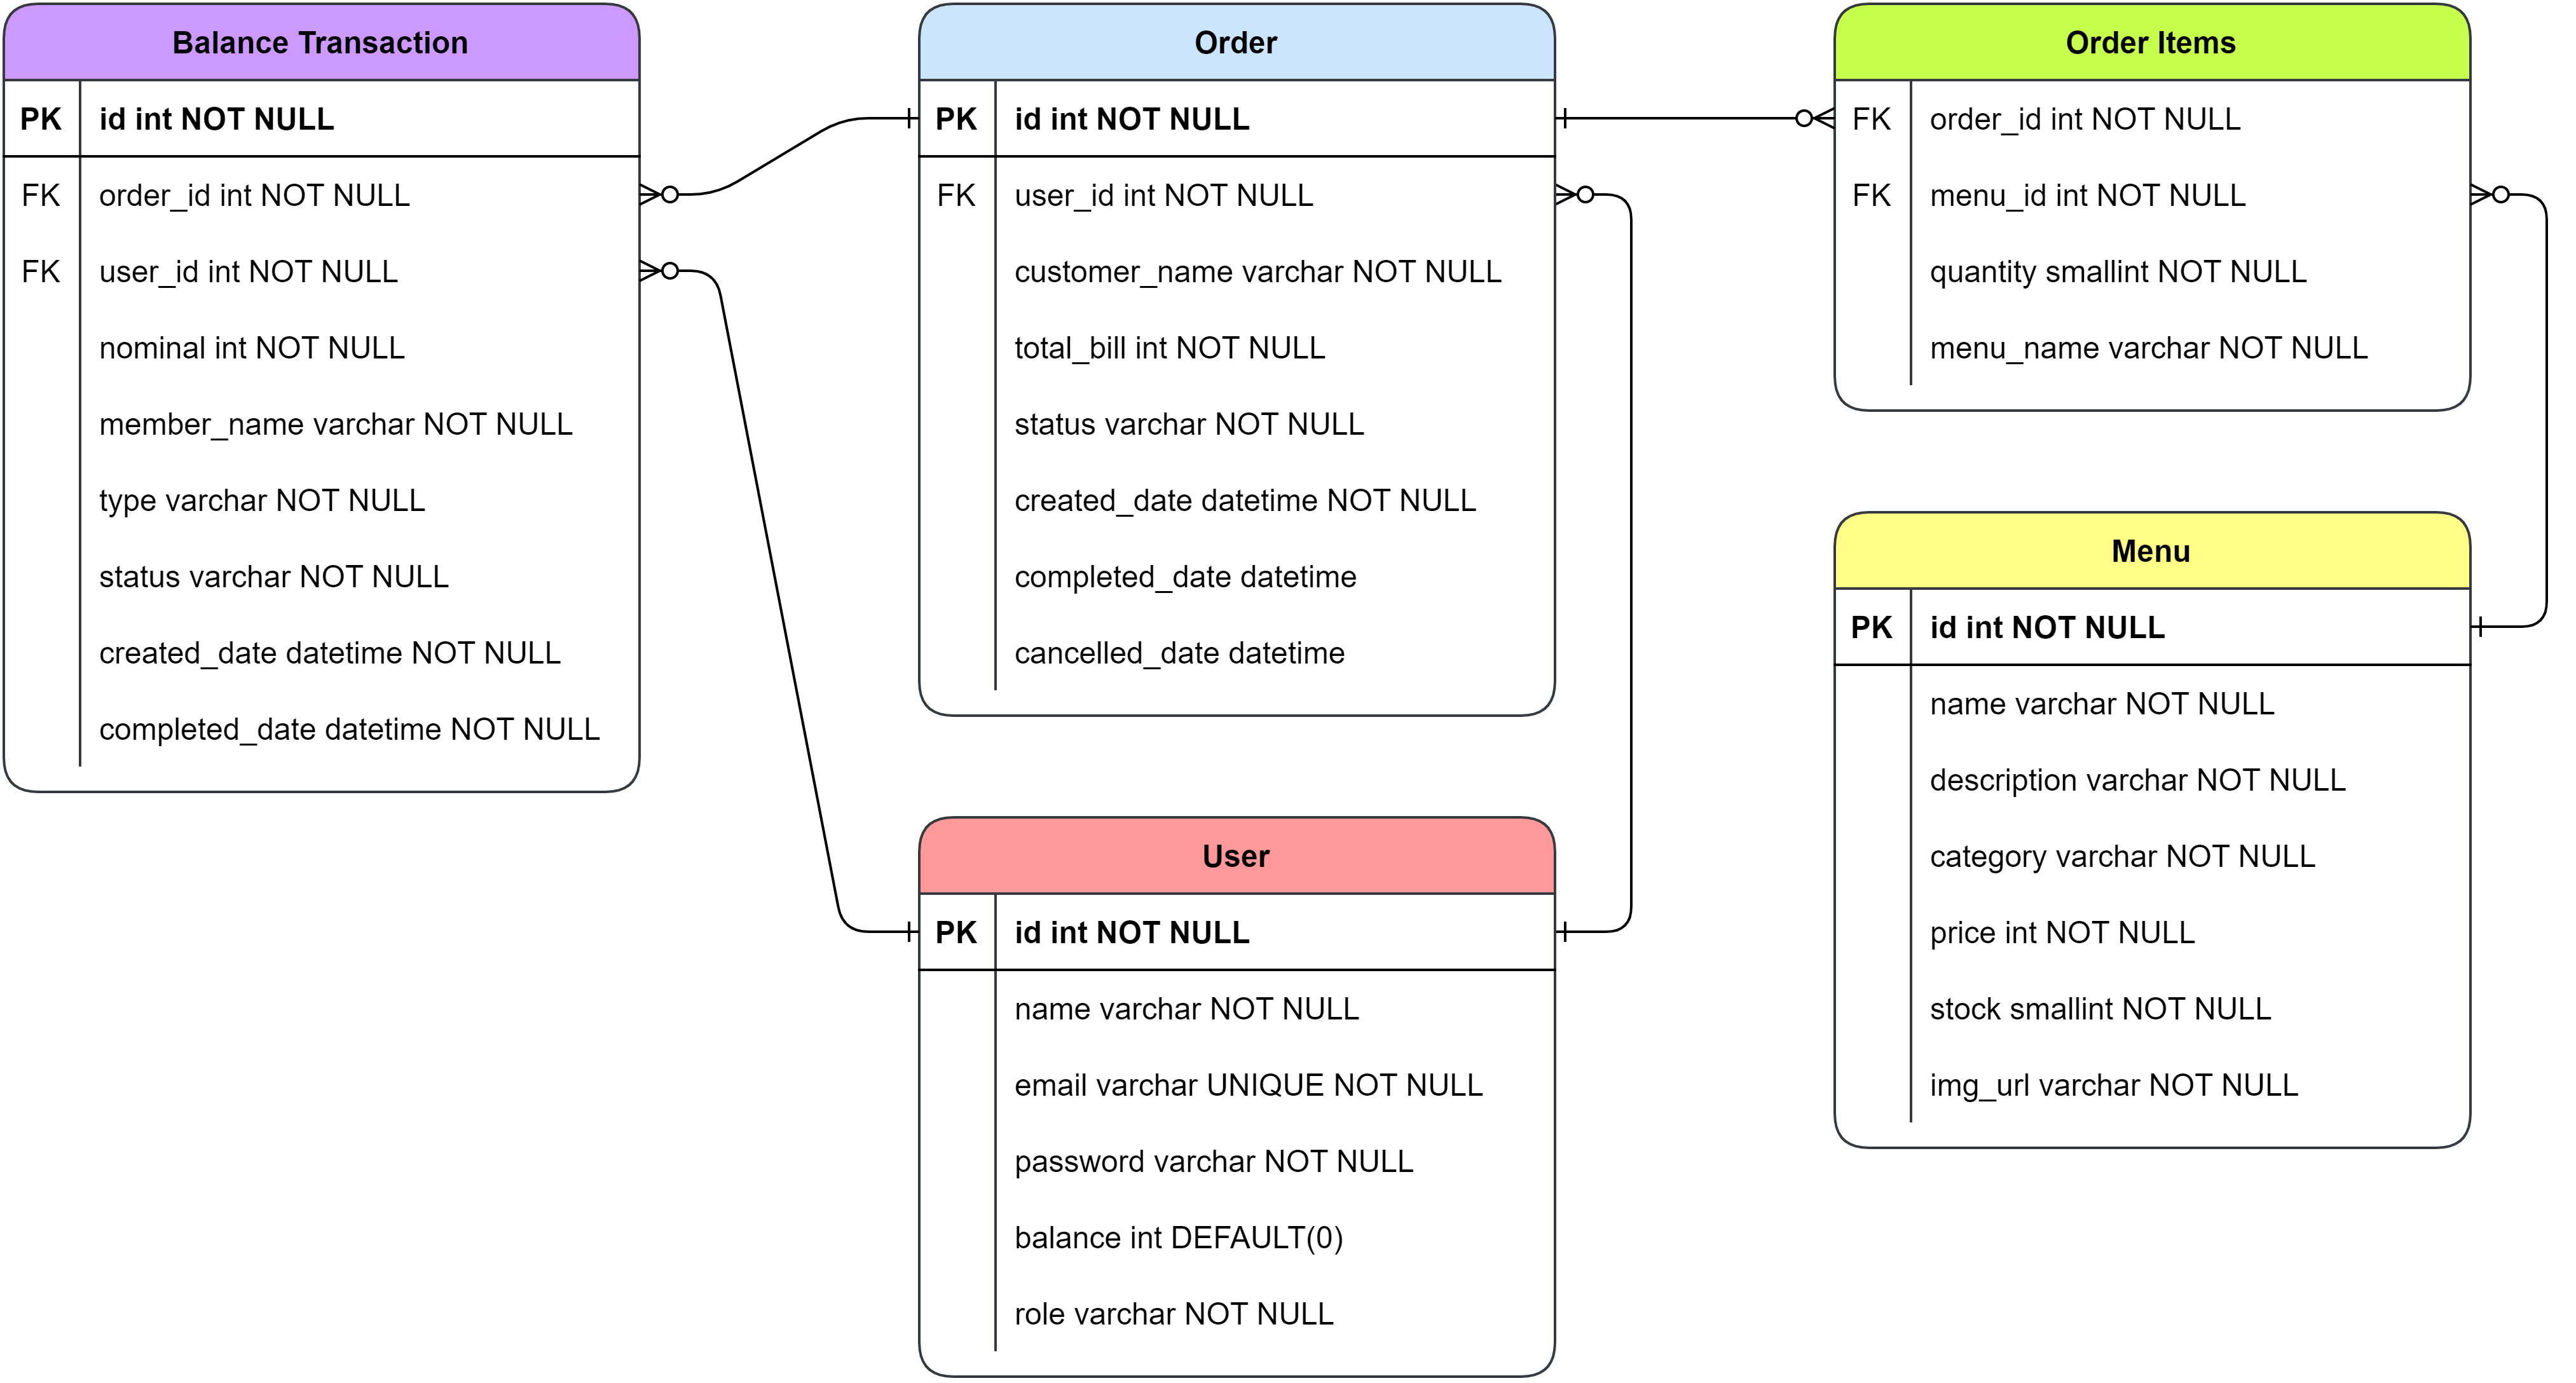 Balance Transaction
PK id int NOT NULL
FK order_id int NOT NULL
FK user_id int NOT NULL
nominal int NOT NULL
member_name varchar NOT NULL
type varchar NOT NULL
status varchar NOT NULL
created_date datetime NOT NULL
completed_date datetime NOT NULL
Order
PK id int NOT NULL
FK user_id int NOT NULL
customer_name varchar NOT NULL
total_bill int NOT NULL
status varchar NOT NULL
created_date datetime NOT NULL
completed_date datetime
cancelled_date datetime
User
PK id int NOT NULL
name varchar NOT NULL
email varchar UNIQUE NOT NULL
password varchar NOT NULL
balance int DEFAULT(0)
role varchar NOT NULL
Order Items
FK order_id int NOT NULL
FK menu_id int NOT NULL
quantity smallint NOT NULL
menu_name varchar NOT NULL
Menu
PK id int NOT NULL
name varchar NOT NULL
description varchar NOT NULL
category varchar NOT NULL
price int NOT NULL
stock smallint NOT NULL
img_url varchar NOT NULL